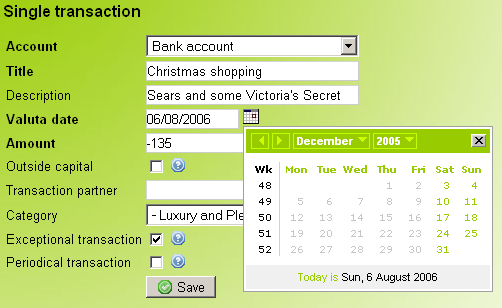 Single transaction
Account Bank account
Title Christmas shopping
Description Sears and some Victoria's Secret
Valuta date 06/08/2006
Amount -135
Outside capital
Transaction partner
Category - Luxury and Ple
Exceptional transaction
Periodical transaction
Save
December 2005
Wk Mon Tue Wed Thu Fri Sat Sun
48 1 2 3 4
49 5 6 7 8 9 10 11
50 12 13 14 15 16 17 18
51 19 20 21 22 23 24 25
52 26 27 28 29 30 31
Today is Sun, 6 August 2006